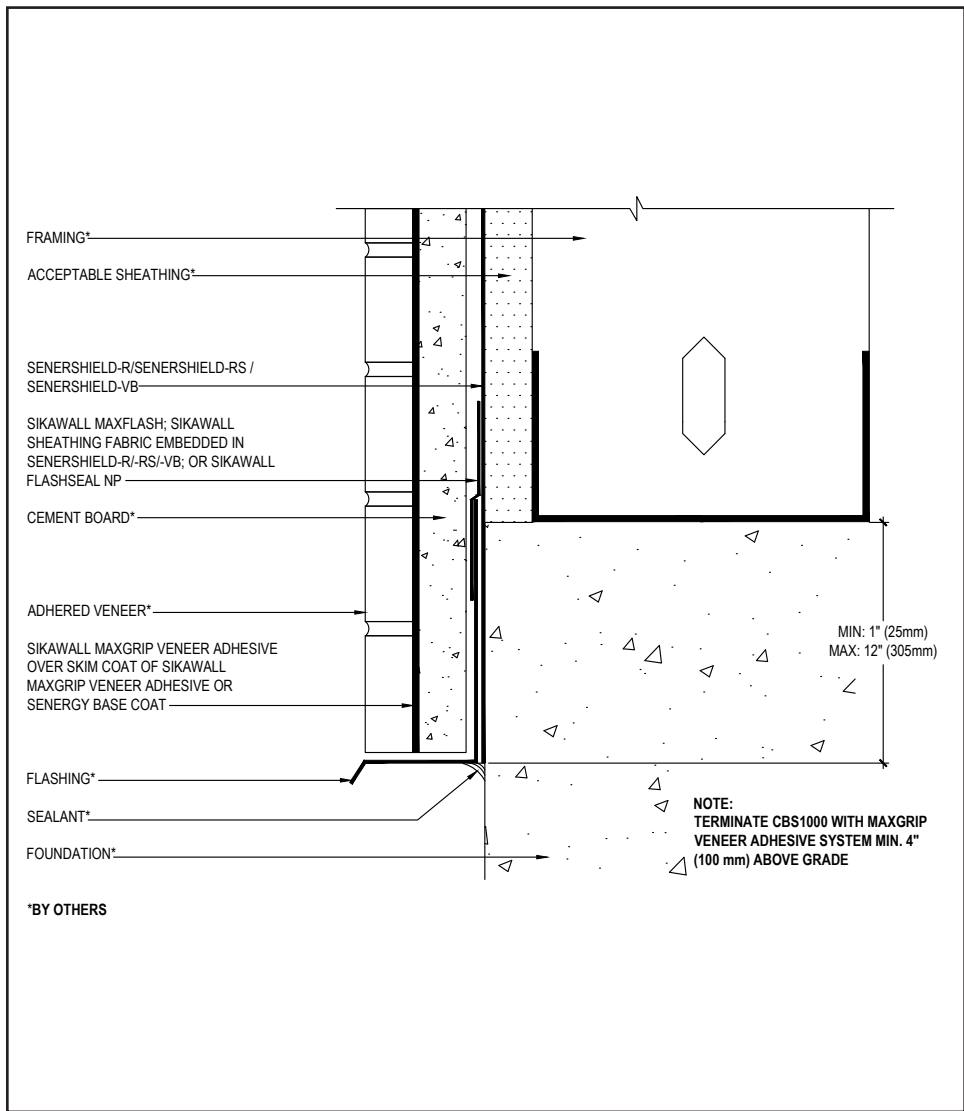 FRAMING*
ACCEPTABLE SHEATHING*
SENERSHIELD-R/SENERSHIELD-RS /
SENERSHIELD-VB
SIKAWALL MAXFLASH; SIKAWALL
SHEATHING FABRIC EMBEDDED IN
SENERSHIELD-R/-RS/-VB; OR SIKAWALL
FLASHSEAL NP
CEMENT BOARD*
ADHERED VENEER*
SIKAWALL MAXGRIP VENEER ADHESIVE
OVER SKIM COAT OF SIKAWALL
MAXGRIP VENEER ADHESIVE OR
SENERGY BASE COAT
FLASHING*
SEALANT*
FOUNDATION*
*BY OTHERS
MIN: 1" (25mm)
MAX: 12" (305mm)
NOTE:
TERMINATE CBS1000 WITH MAXGRIP
VENEER ADHESIVE SYSTEM MIN. 4"
(100 mm) ABOVE GRADE